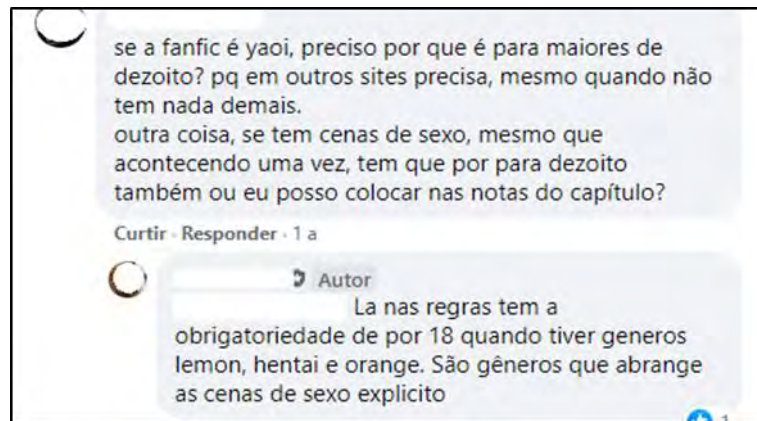 se a fanfic é yaoi, preciso por que é para maiores de
dezoito? pq em outros sites precisa, mesmo quando não
tem nada demais.
outra coisa, se tem cenas de sexo, mesmo que
acontecendo uma vez, tem que por para dezoito
também ou eu posso colocar nas notas do capítulo?
Curtir · Responder · 1 a
Autor
La nas regras tem a
obrigatoriedade de por 18 quando tiver generos
lemon, hentai e orange. São gêneros que abrange
as cenas de sexo explicito